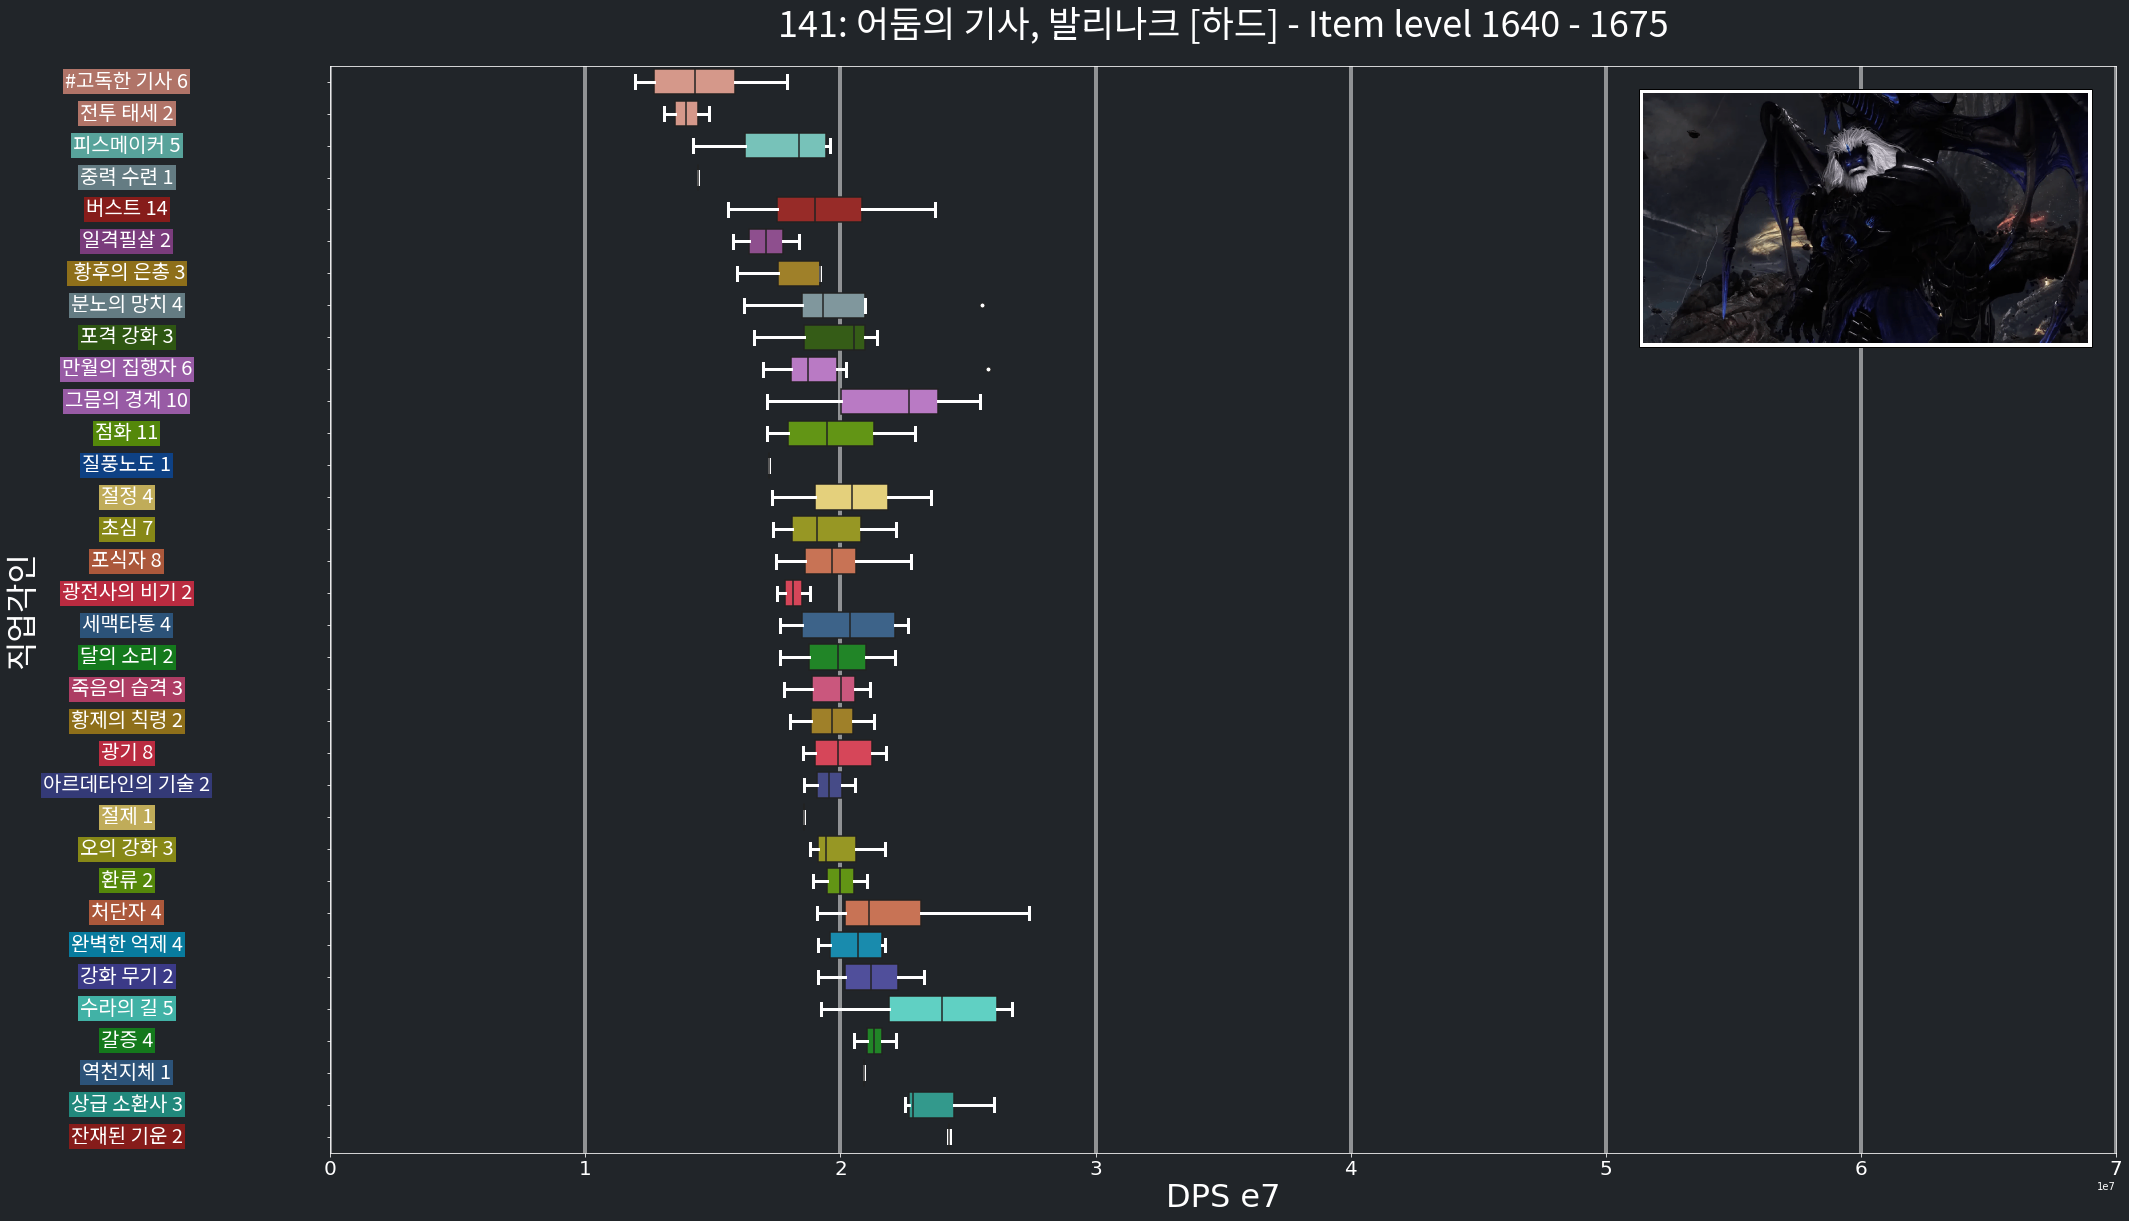 141: 어둠의 기사, 발리나크 [하드] - Item level 1640 - 1675
#고독한 기사 6
전투 태세 2
피스메이커 5
중력 수련 1
버스트 14
일격필살 2
황후의 은총 3
분노의 망치 4
포격 강화 3
만월의 집행자 6
그믐의 경계 10
점화 11
질풍노도 1
절정 4
초심 7
포식자 8
광전사의 비기 2
세맥타통 4
달의 소리 2
죽음의 습격 3
황제의 칙령 2
광기 8
아르데타인의 기술 2
절제 1
오의 강화 3
환류 2
처단자 4
완벽한 억제 4
강화 무기 2
수라의 길 5
갈증 4
역천지체 1
상급 소환사 3
잔재된 기운 2
직업각인
0 1 2 3 4 5 6 7
1e7
DPS e7